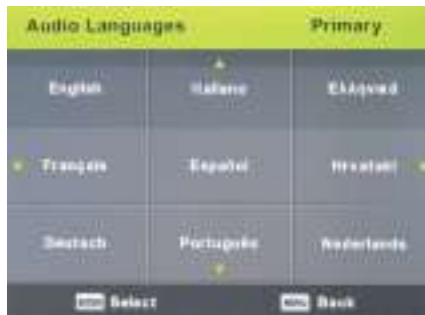 Audio Languages Primary
English Italiano Ελληνικά
Français Español Hrvatski
Deutsch Português Nederlands
Select Back